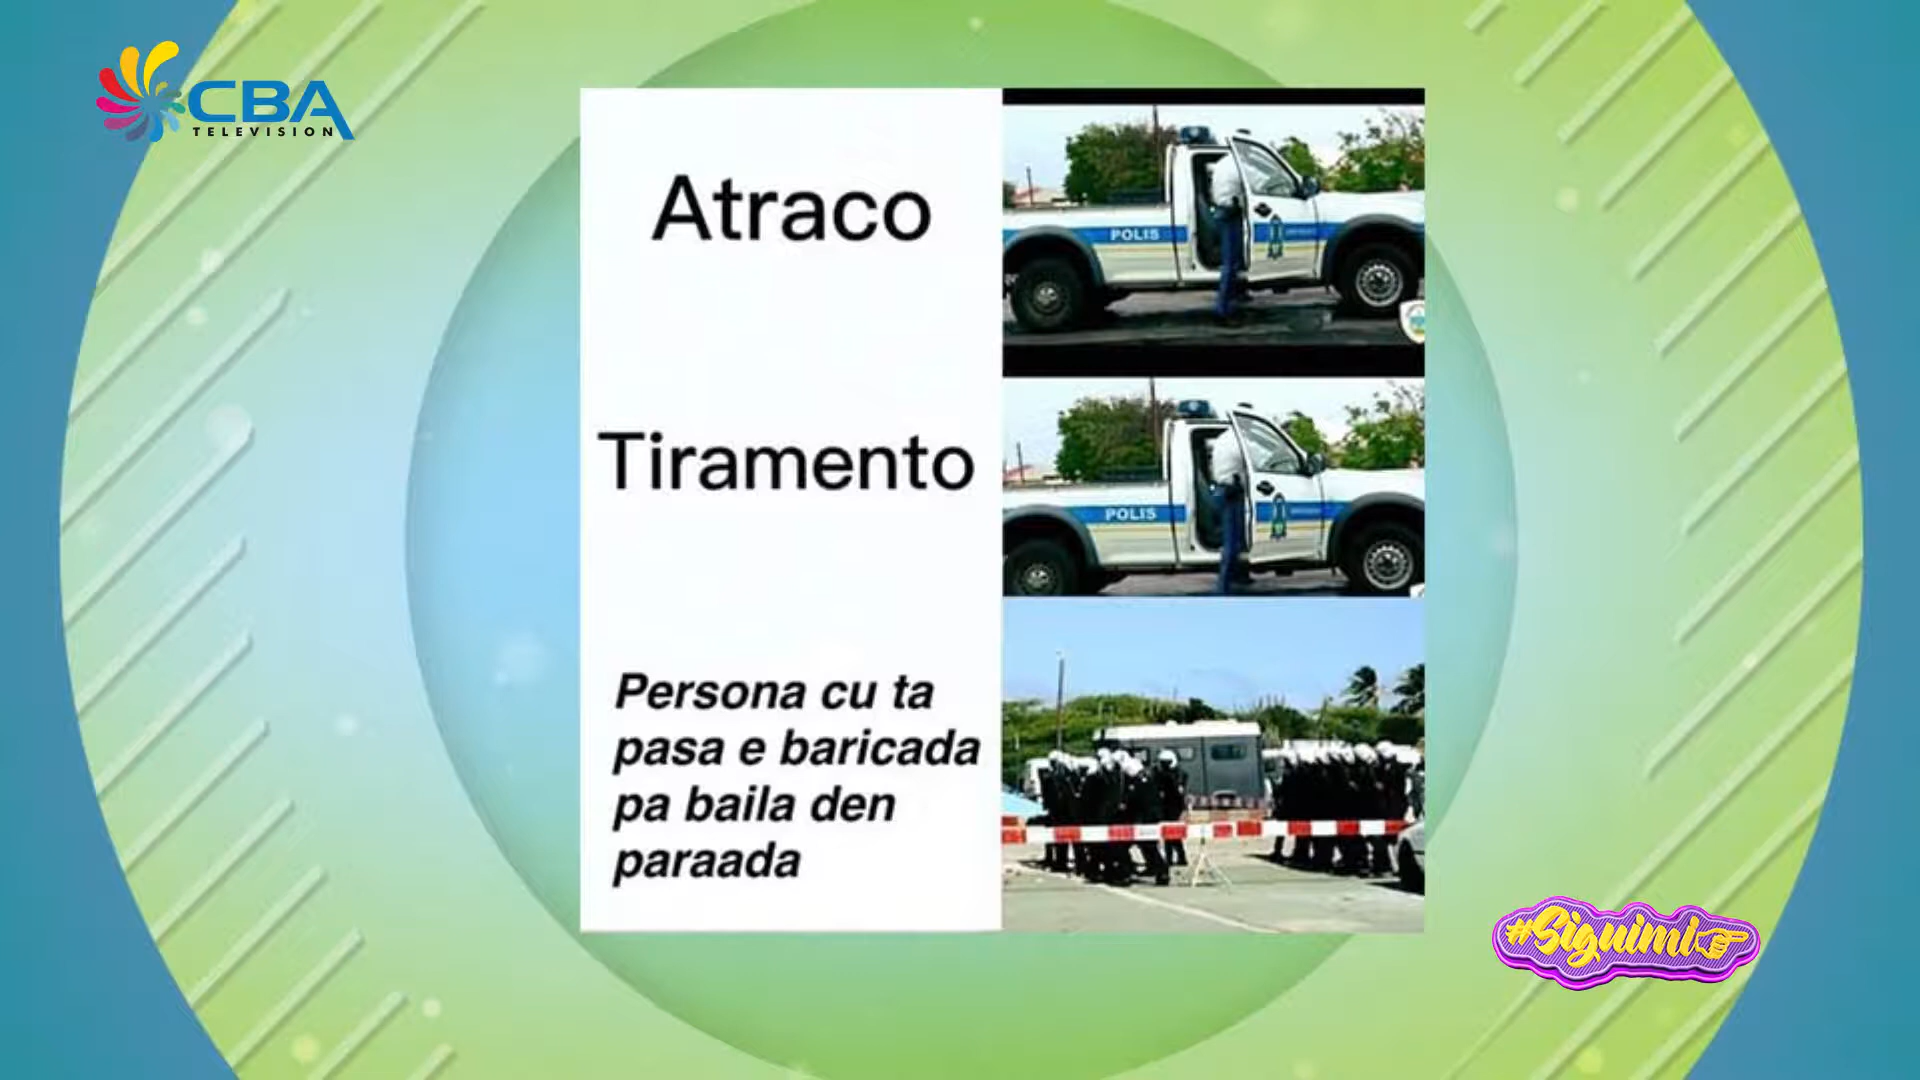 CBA
TELEVISION
Atraco
POLIS
Tiramento
POLIS
Persona cu ta
pasa e baricada
pa baila den
paraada
#Siguimi